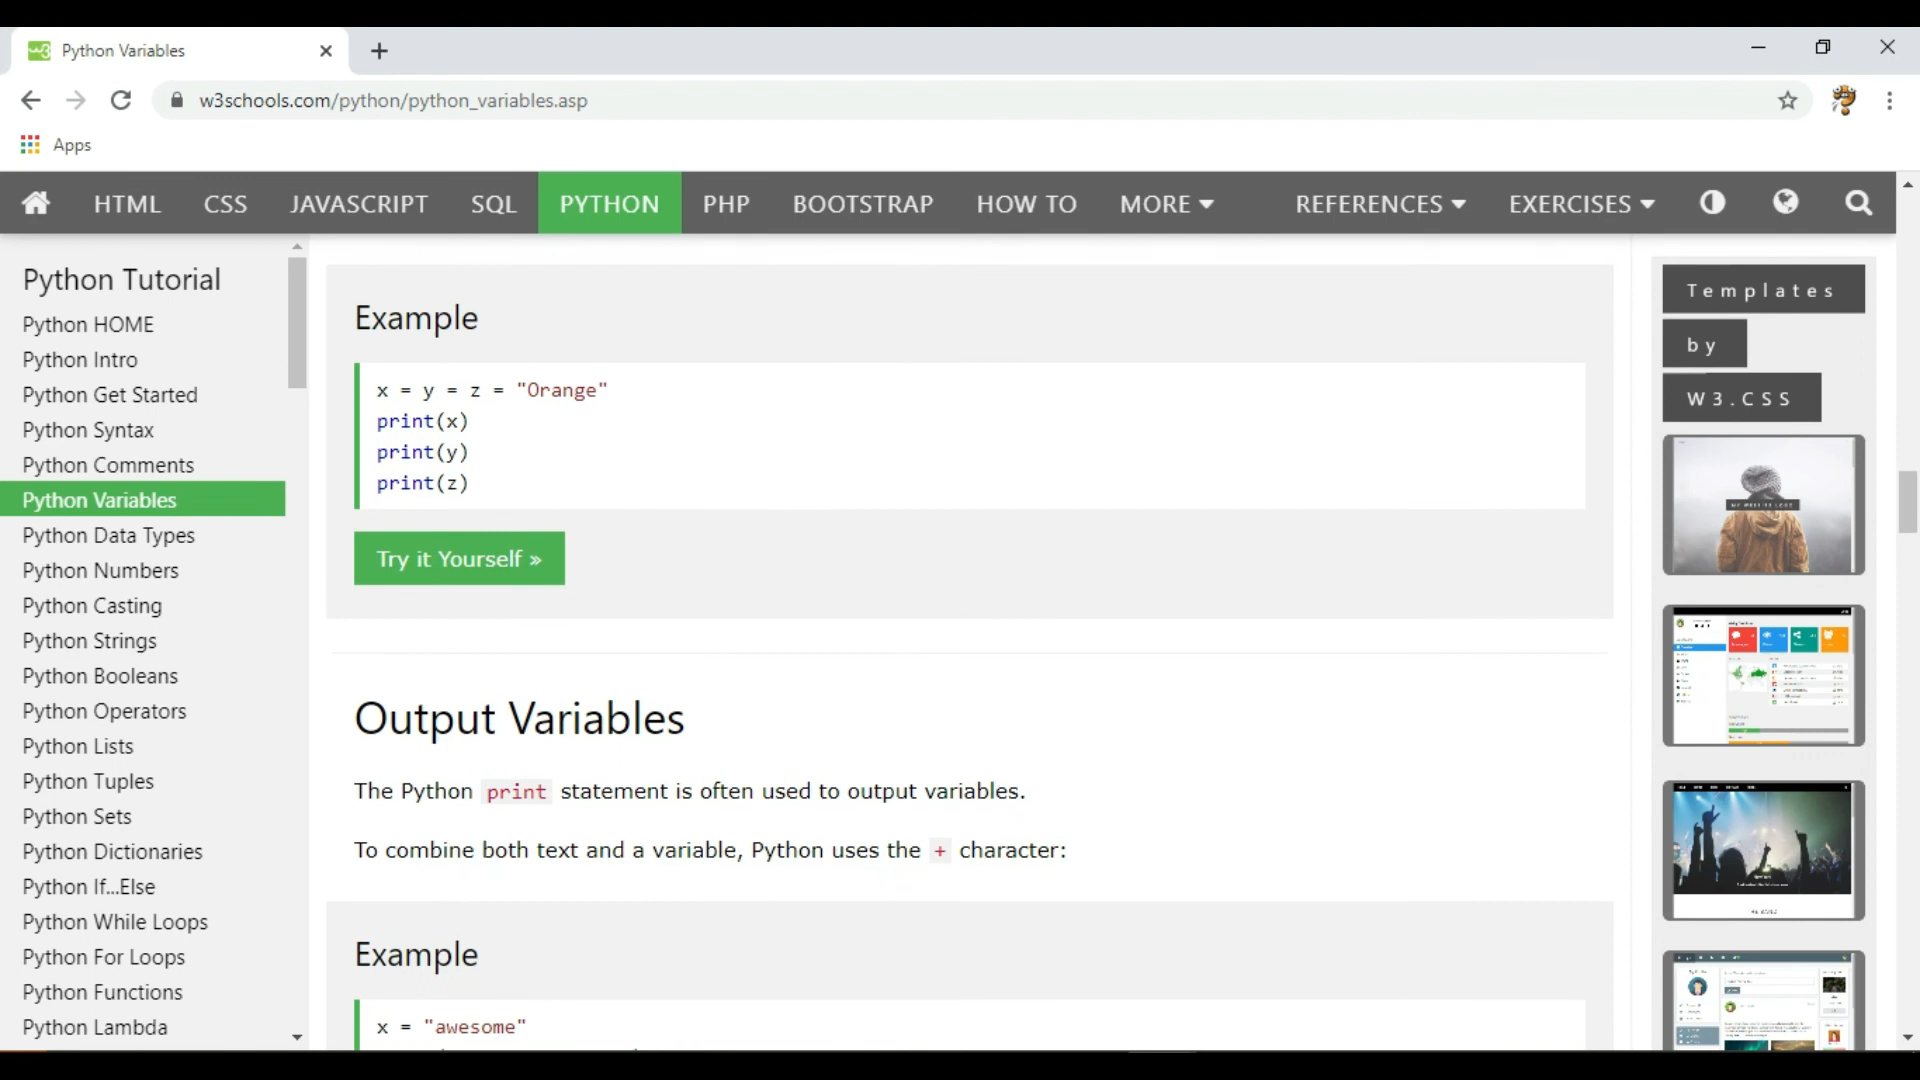 Python Variables
w3schools.com/python/python_variables.asp
Apps
HTML CSS JAVASCRIPT SQL PYTHON PHP BOOTSTRAP HOW TO MORE REFERENCES EXERCISES
Python Tutorial
Python HOME
Python Intro
Python Get Started
Python Syntax
Python Comments
Python Variables
Python Data Types
Python Numbers
Python Casting
Python Strings
Python Booleans
Python Operators
Python Lists
Python Tuples
Python Sets
Python Dictionaries
Python If...Else
Python While Loops
Python For Loops
Python Functions
Python Lambda
Example
x = y = z = "Orange"
print(x)
print(y)
print(z)
Try it Yourself »
Output Variables
The Python print statement is often used to output variables.
To combine both text and a variable, Python uses the + character:
Example
x = "awesome"
Templates
by
W3.CSS